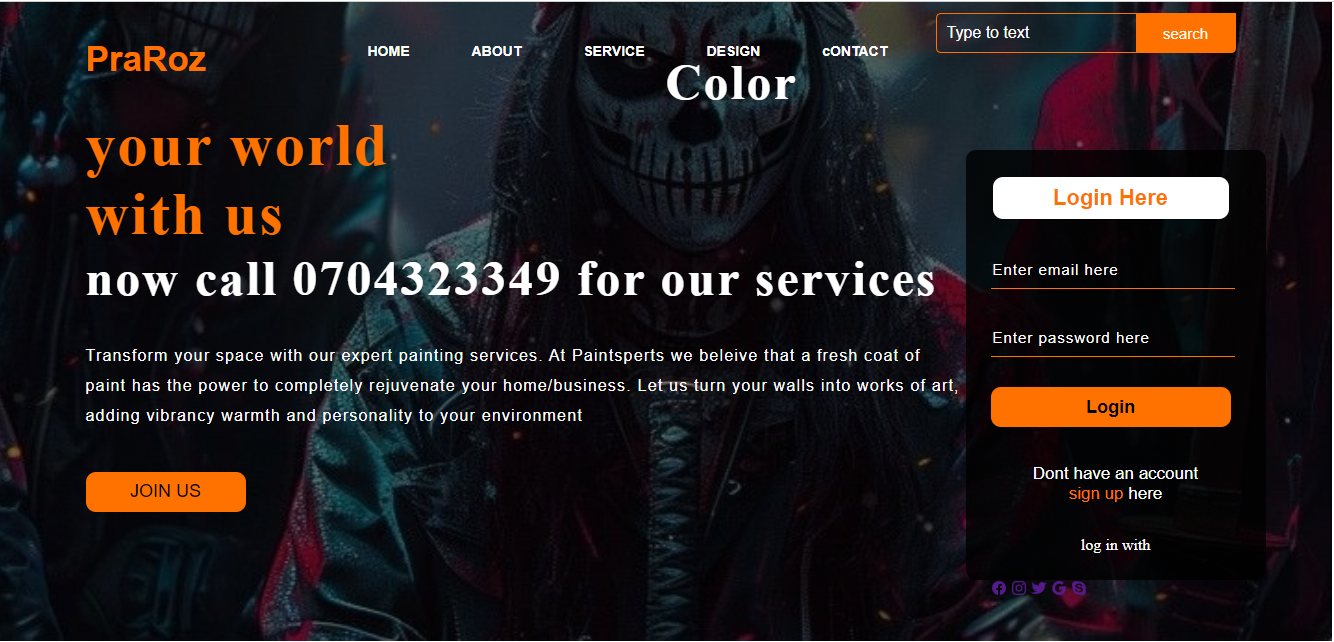 PraRoz
HOME
ABOUT
SERVICE
DESIGN
cONTACT
Type to text
search
Color
your world
with us
now call 0704323349 for our services
Transform your space with our expert painting services. At Paintsperts we beleive that a fresh coat of
paint has the power to completely rejuvenate your home/business. Let us turn your walls into works of art,
adding vibrancy warmth and personality to your environment
JOIN US
Login Here
Enter email here
Enter password here
Login
Dont have an account
sign up here
log in with